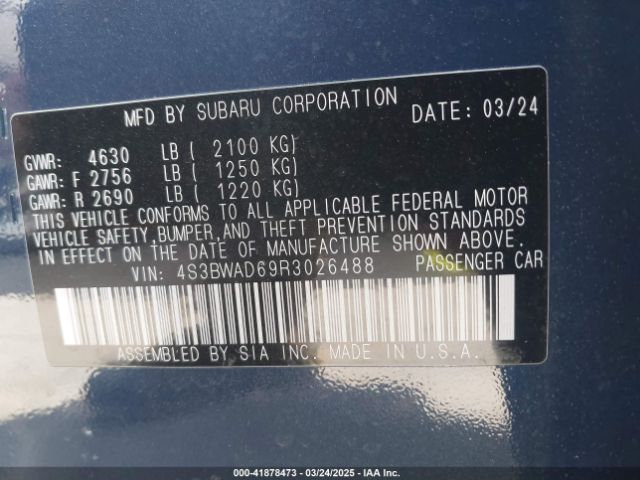 MFD BY SUBARU CORPORATION DATE: 03/24
GVWR: 4630 LB ( 2100 KG)
GAWR: F 2756 LB ( 1250 KG)
GAWR: R 2690 LB ( 1220 KG)
THIS VEHICLE CONFORMS TO ALL APPLICABLE FEDERAL MOTOR
VEHICLE SAFETY,BUMPER,AND THEFT PREVENTION STANDARDS
IN EFFECT ON THE DATE OF MANUFACTURE SHOWN ABOVE.
VIN: 4S3BWAD69R3026488 PASSENGER CAR
ASSEMBLED BY SIA INC. MADE IN U.S.A.
000-41878473 — 03/24/2025 — IAA Inc.